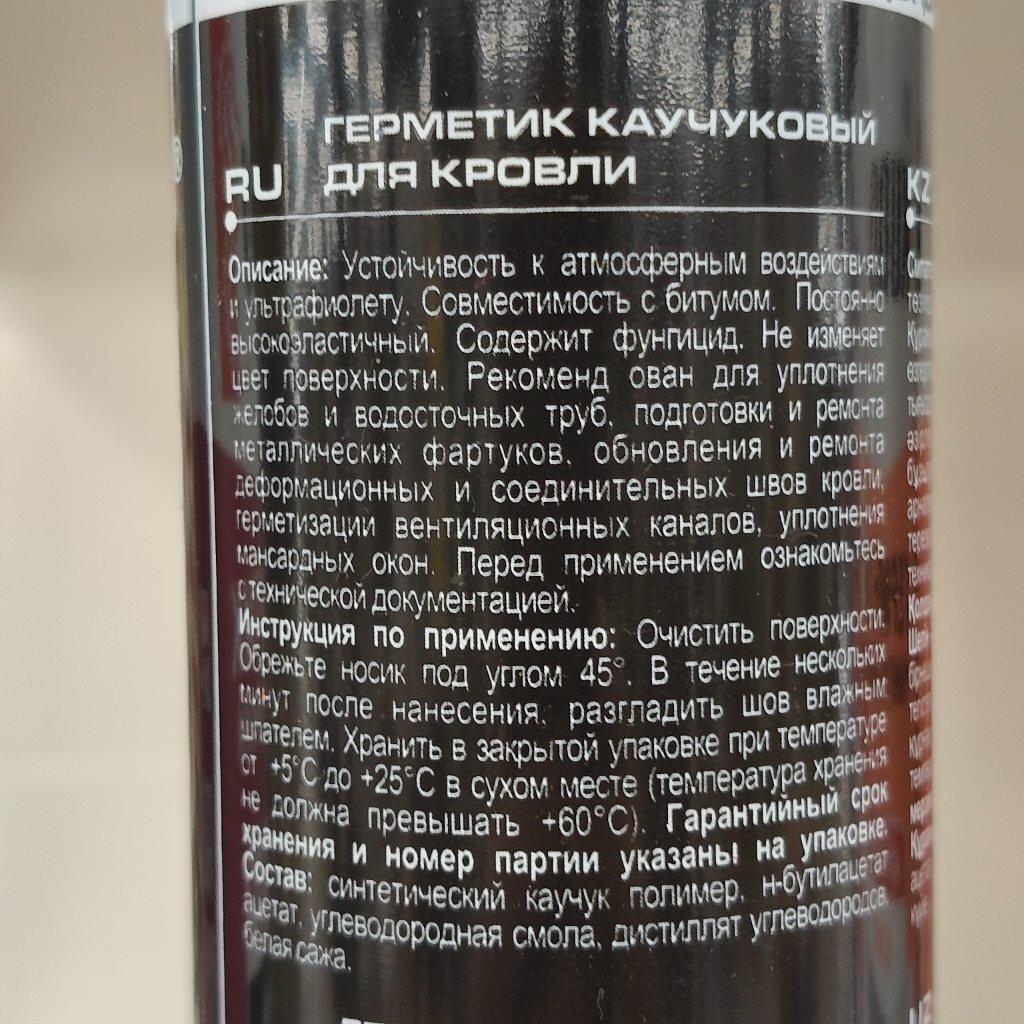 ГЕРМЕТИК КАУЧУКОВЫЙ
RU ДЛЯ КРОВЛИ
KZ
Описание: Устойчивость к атмосферным воздействиям
и ультрафиолету. Совместимость с битумом. Постоянно
высокоэластичный. Содержит фунгицид. Не изменяет
цвет поверхности. Рекоменд ован для уплотнения
желобов и водосточных труб, подготовки и ремонта
металлических фартуков, обновления и ремонта
деформационных и соединительных швов кровли,
герметизации вентиляционных каналов, уплотнения
мансардных окон. Перед применением ознакомьтесь
с технической документацией.
Инструкция по применению: Очистить поверхности.
Обрежьте носик под углом 45°. В течение нескольких
минут после нанесения, разгладить шов влажным
шпателем. Хранить в закрытой упаковке при температуре
от +5°C до +25°C в сухом месте (температура хранения
не должна превышать +60°C). Гарантийный срок
хранения и номер партии указаны на упаковке.
Состав: синтетический каучук полимер, н-бутилацетат
ацетат, углеводородная смола, дистиллят углеводородов,
белая сажа.